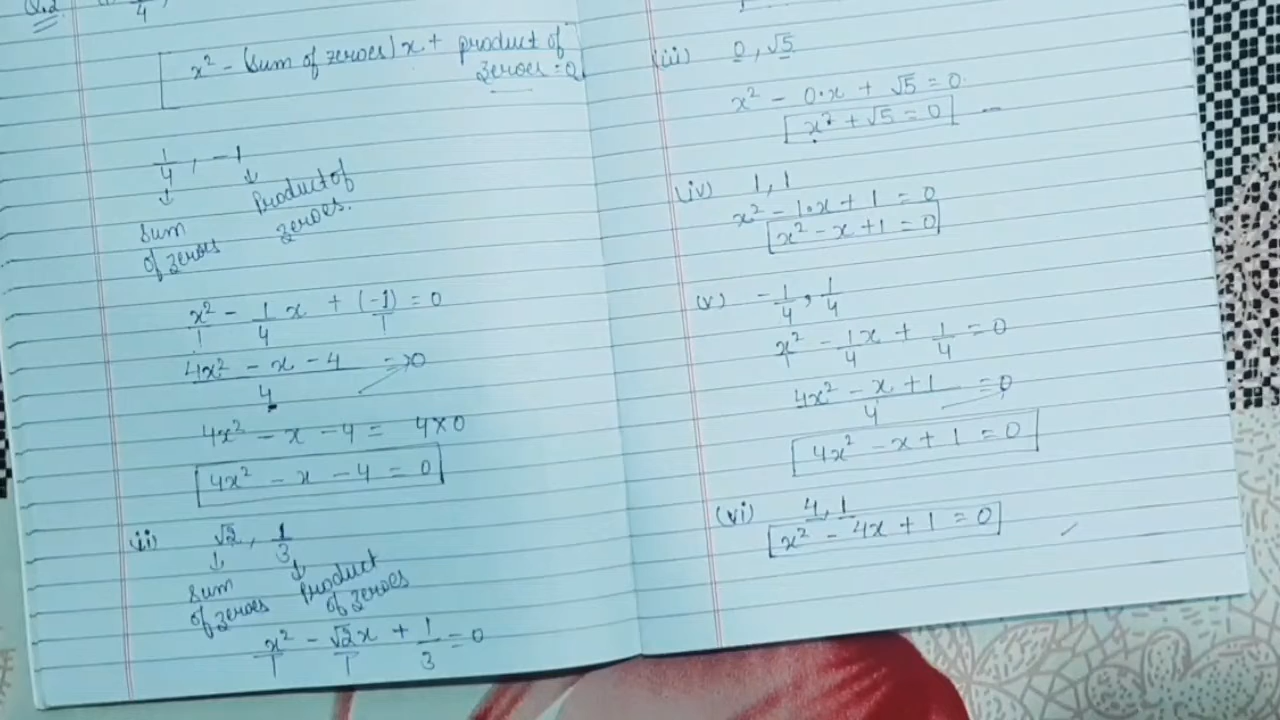 Q.2
4
x² - (Sum of zeroes)x + product of
zeroes = 0
1/4, -1
↓ ↓
Sum Product of
of zeroes zeroes.
x²/1 - 1/4 x + (-1)/1 = 0
4x² - x - 4 / 4 = 0
4x² - x - 4 = 4×0
4x² - x - 4 = 0
ii) √2, 1/3
↓ ↓
Sum Product
of zeroes of zeroes
x²/1 - √2x/1 + 1/3 = 0
(iii) 0, √5
x² - 0·x + √5 = 0
x² + √5 = 0
(iv) 1, 1
x² - 1·x + 1 = 0
x² - x + 1 = 0
(v) -1/4, 1/4
x² - 1/4 x + 1/4 = 0
4x² - x + 1 / 4 = 0
4x² - x + 1 = 0
(vi) 4, 1
x² - 4x + 1 = 0